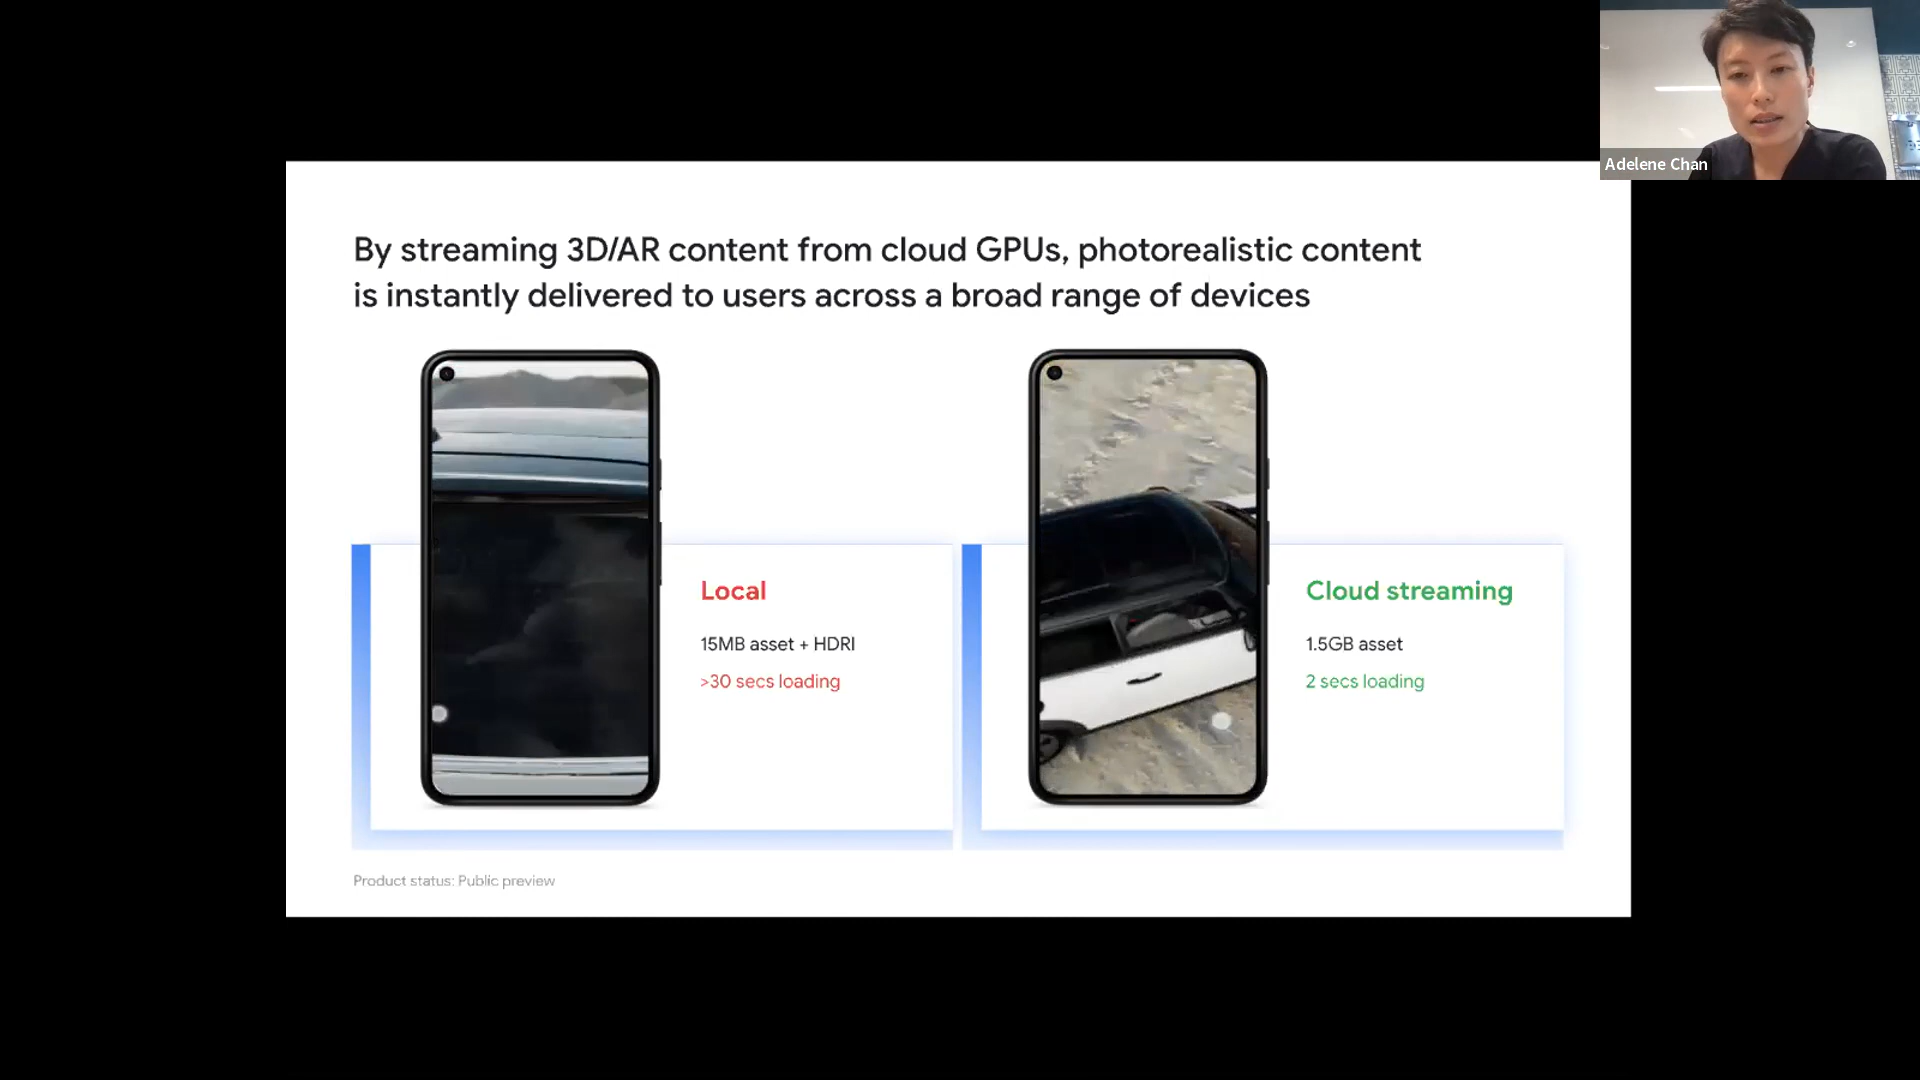 Adelene Chan
By streaming 3D/AR content from cloud GPUs, photorealistic content
is instantly delivered to users across a broad range of devices
Local
15MB asset + HDRI
>30 secs loading
Cloud streaming
1.5GB asset
2 secs loading
Product status: Public preview